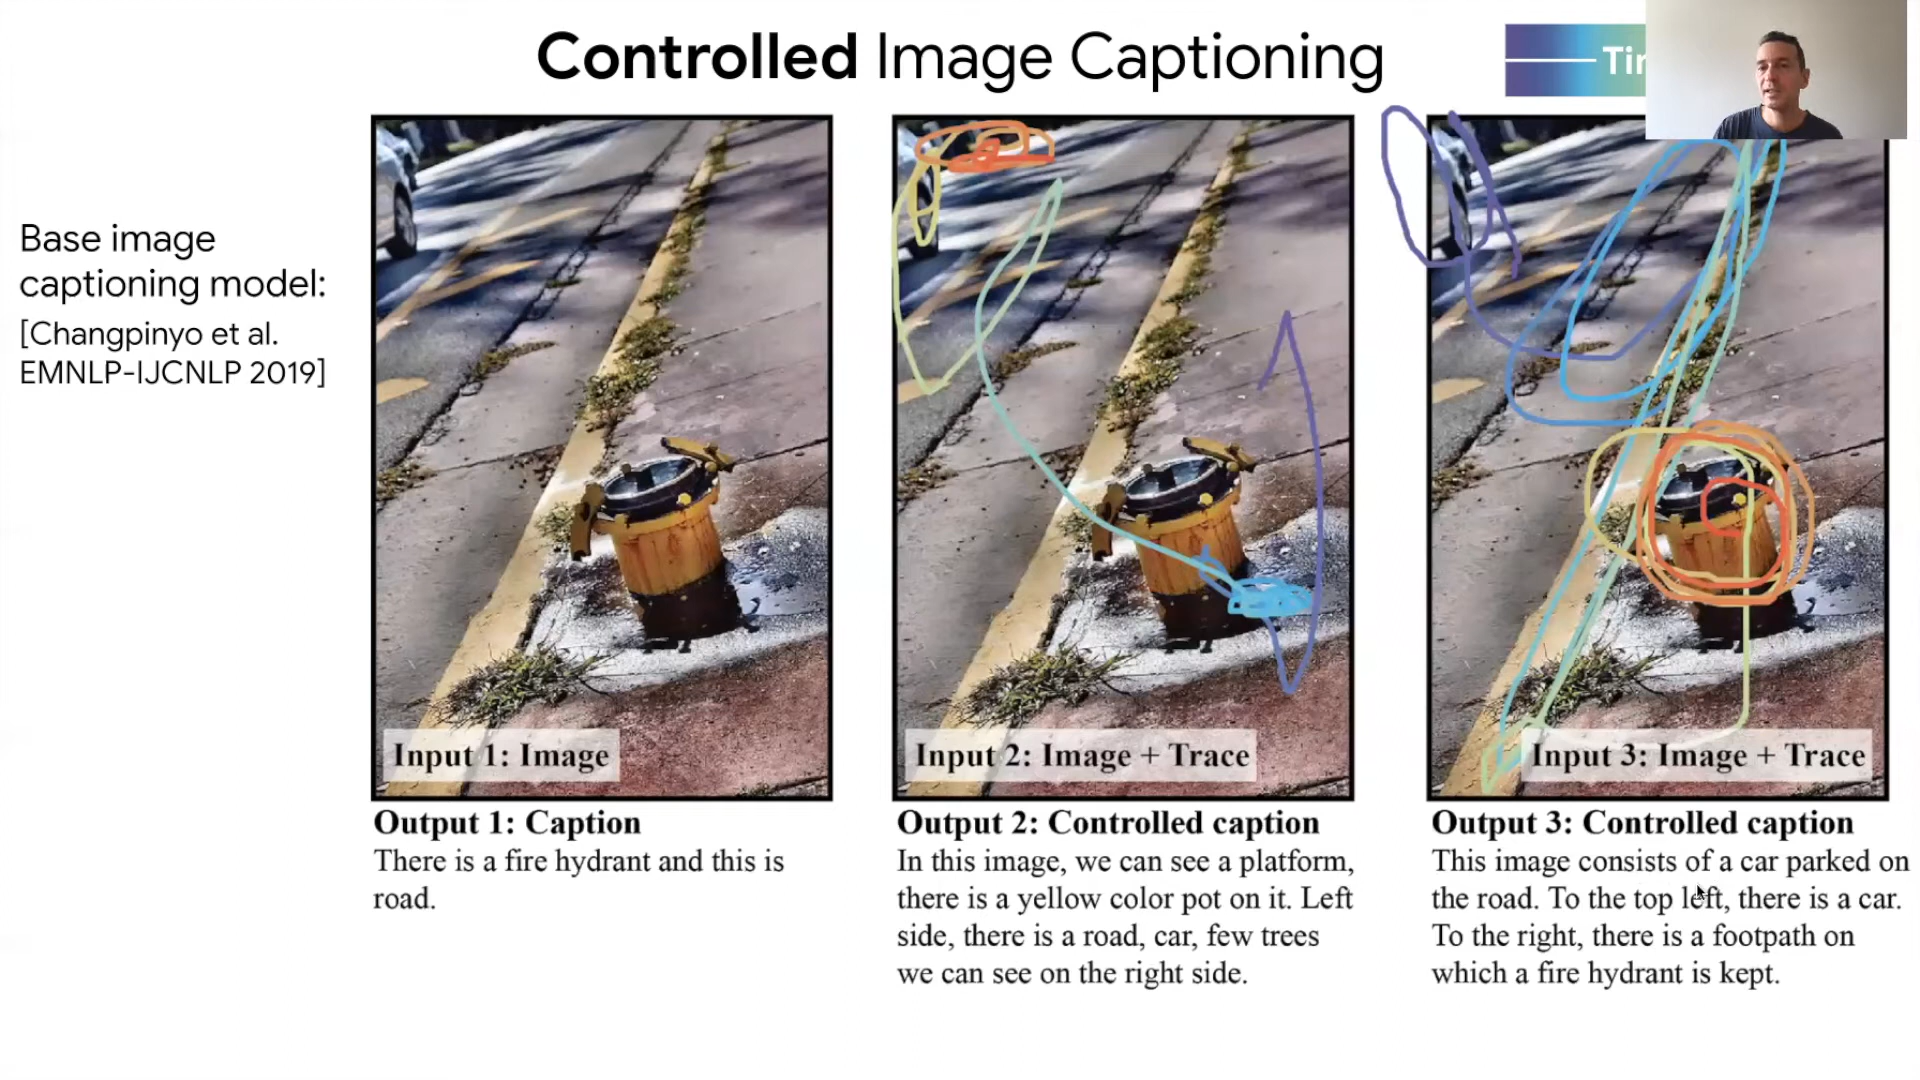 Controlled Image Captioning
Base image
captioning model:
[Changpinyo et al.
EMNLP-IJCNLP 2019]
Input 1: Image
Input 2: Image + Trace
Input 3: Image + Trace
Output 1: Caption
There is a fire hydrant and this is
road.
Output 2: Controlled caption
In this image, we can see a platform,
there is a yellow color pot on it. Left
side, there is a road, car, few trees
we can see on the right side.
Output 3: Controlled caption
This image consists of a car parked on
the road. To the top left, there is a car.
To the right, there is a footpath on
which a fire hydrant is kept.